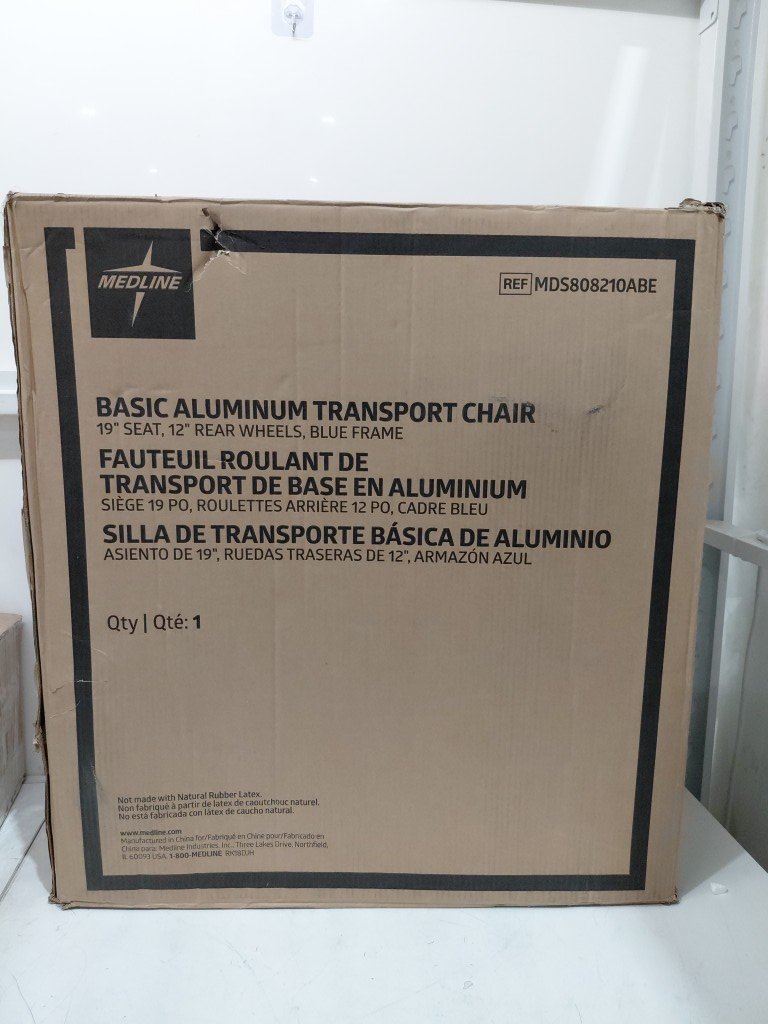 MEDLINE
REF MDS808210ABE
BASIC ALUMINUM TRANSPORT CHAIR
19" SEAT, 12" REAR WHEELS, BLUE FRAME
FAUTEUIL ROULANT DE
TRANSPORT DE BASE EN ALUMINIUM
SIÈGE 19 PO, ROULETTES ARRIÈRE 12 PO, CADRE BLEU
SILLA DE TRANSPORTE BÁSICA DE ALUMINIO
ASIENTO DE 19", RUEDAS TRASERAS DE 12", ARMAZÓN AZUL
Qty | Qté: 1
Not made with Natural Rubber Latex.
Non fabriqué à partir de latex de caoutchouc naturel.
No está fabricada con látex de caucho natural.
www.medline.com
Manufactured in China for/Fabriqué en Chine pour/Fabricado en
China para: Medline Industries, Inc., Three Lakes Drive, Northfield,
IL 60093 USA. 1-800-MEDLINE